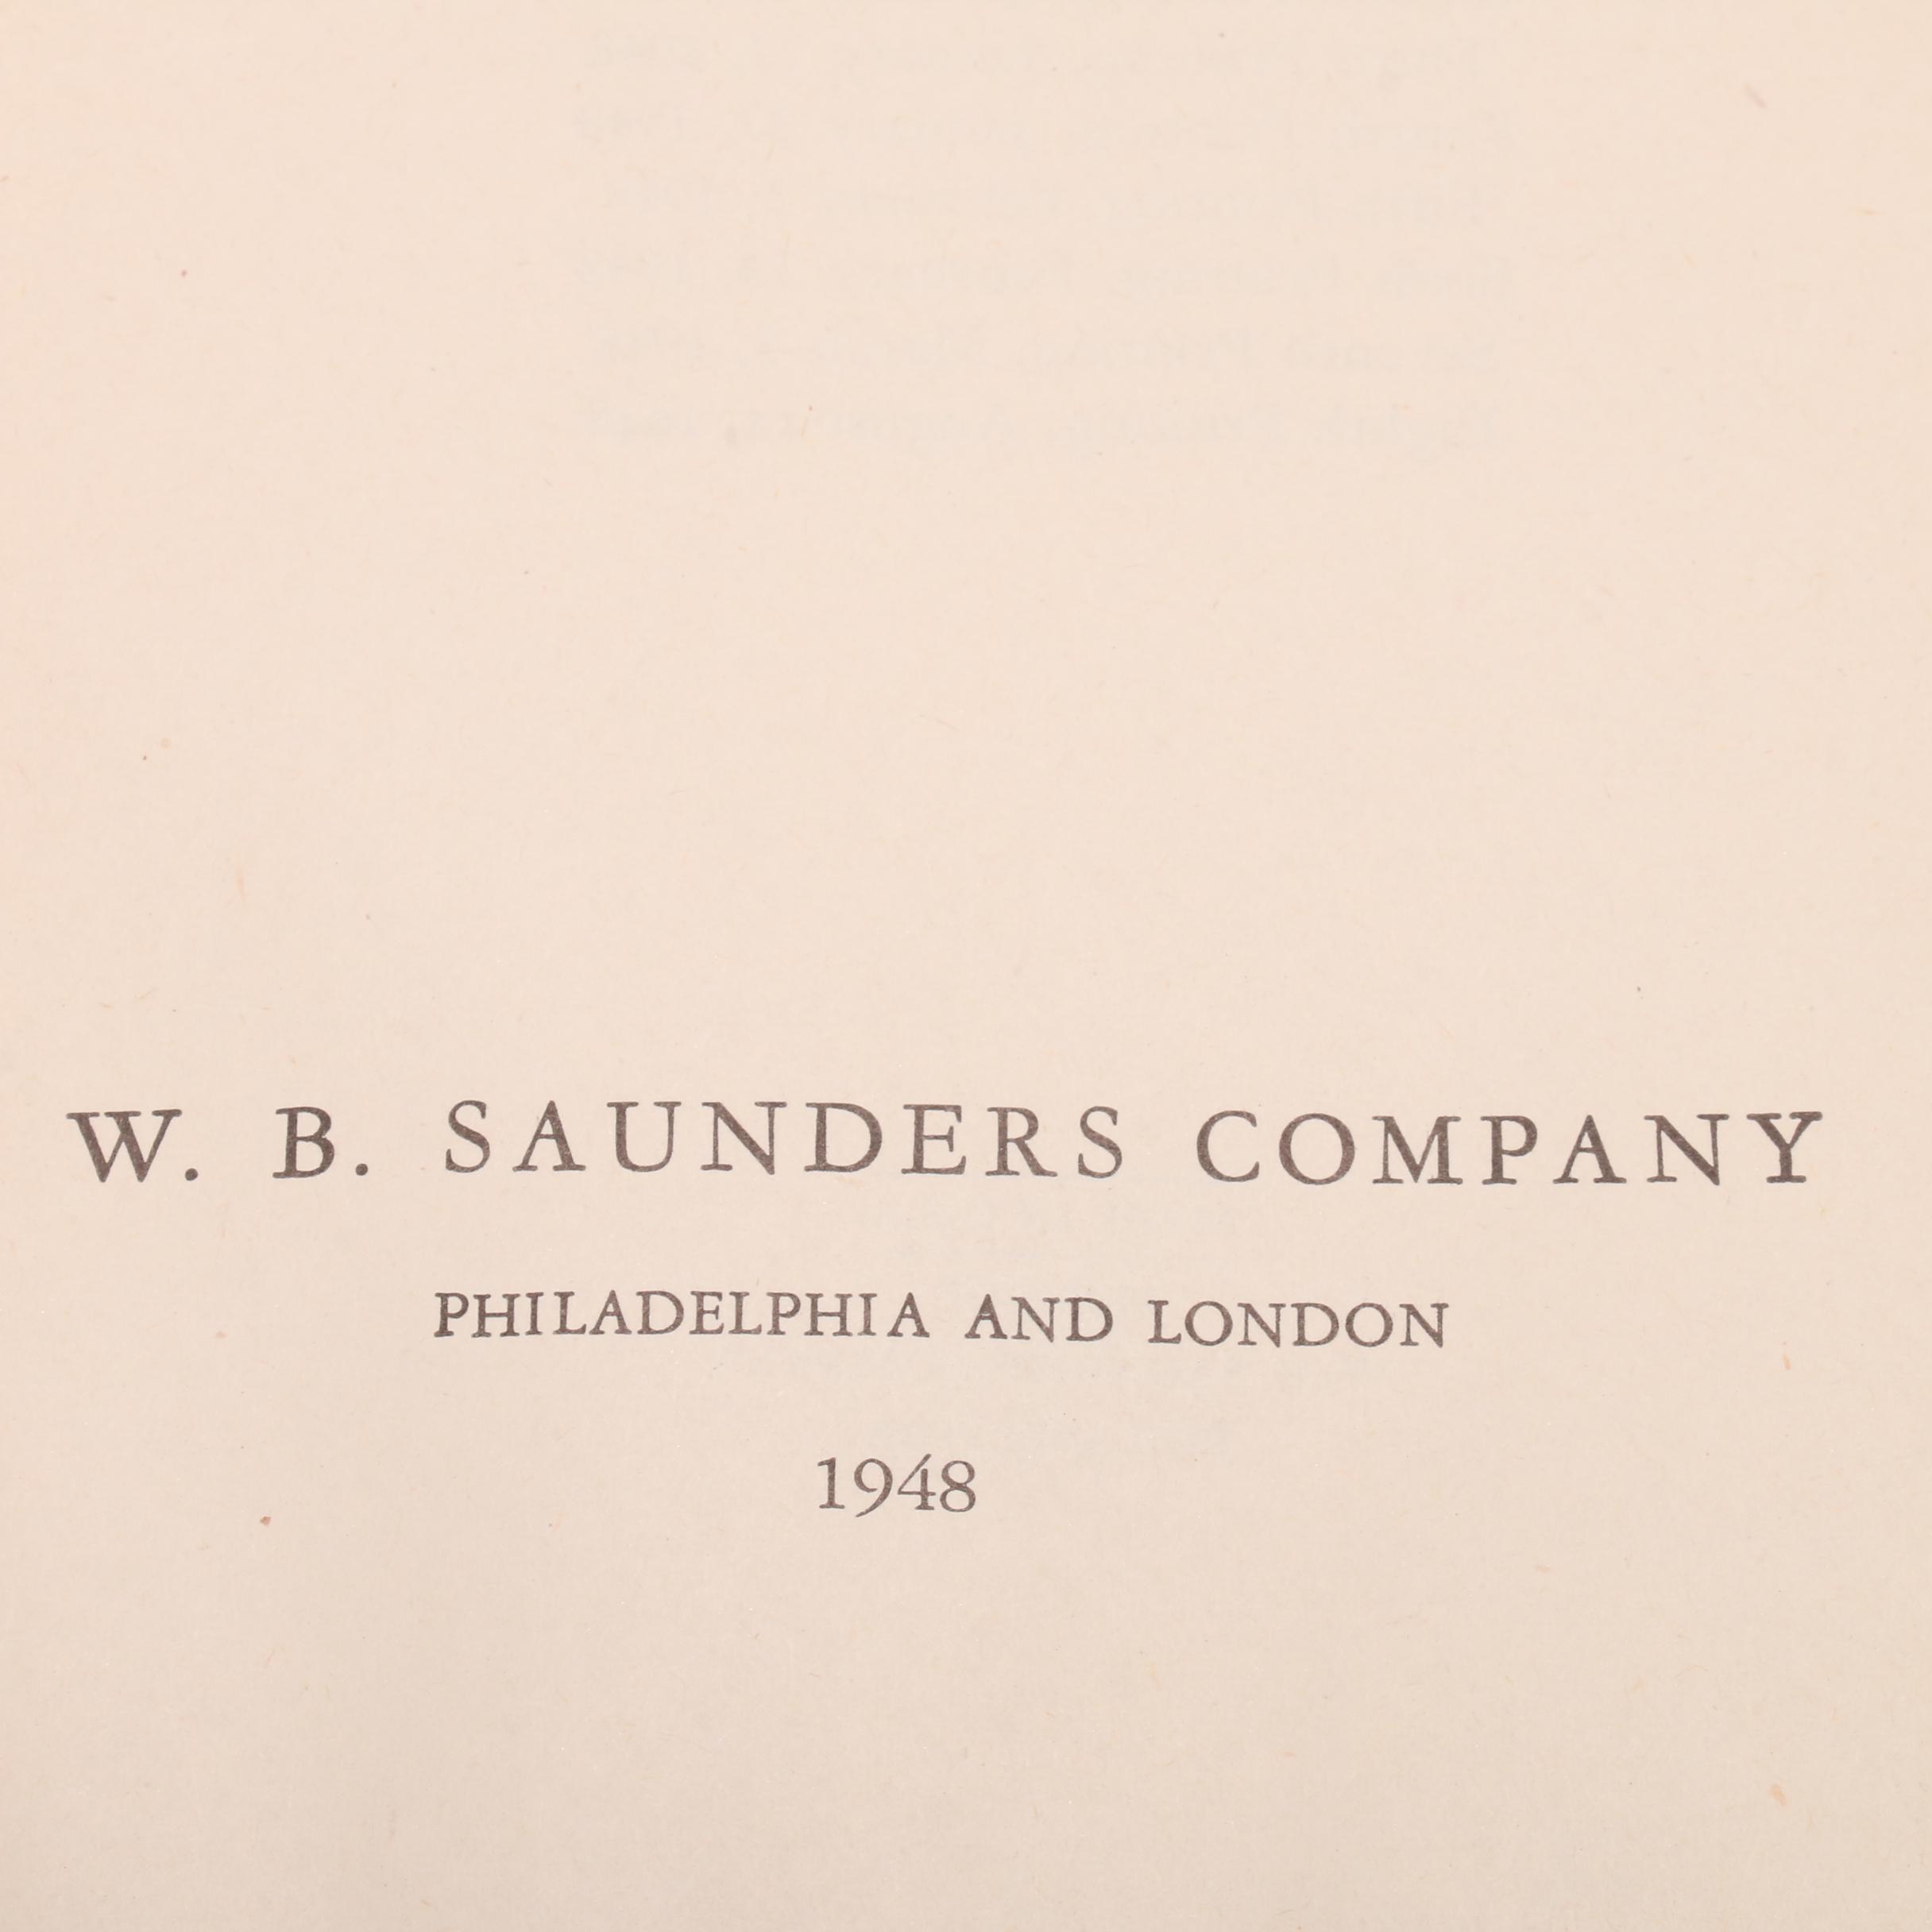 W. B. SAUNDERS COMPANY
PHILADELPHIA AND LONDON
1948